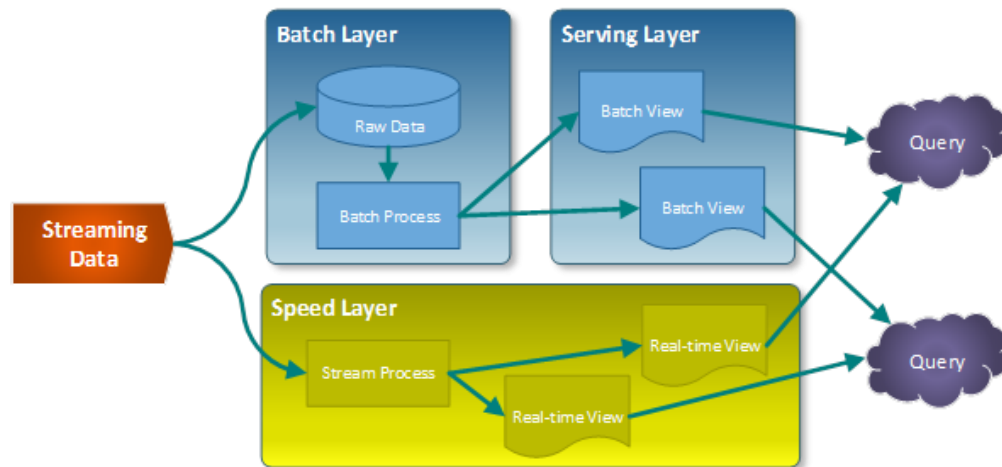 Batch Layer
Raw Data
Batch Process
Serving Layer
Batch View
Batch View
Query
Streaming
Data
Speed Layer
Stream Process
Real-time View
Real-time View
Query